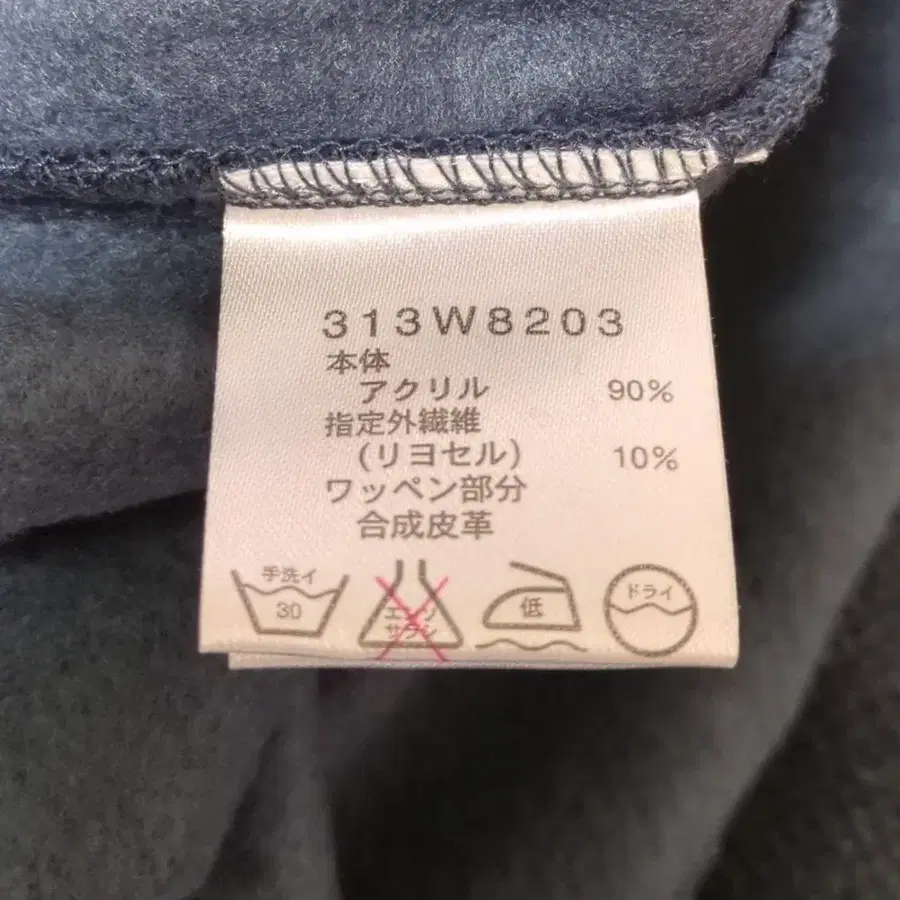 313W8203
本体
アクリル 90%
指定外繊維
(リヨセル) 10%
ワッペン部分
合成皮革
手洗イ
30
エンソ
サラシ
低
ドライ